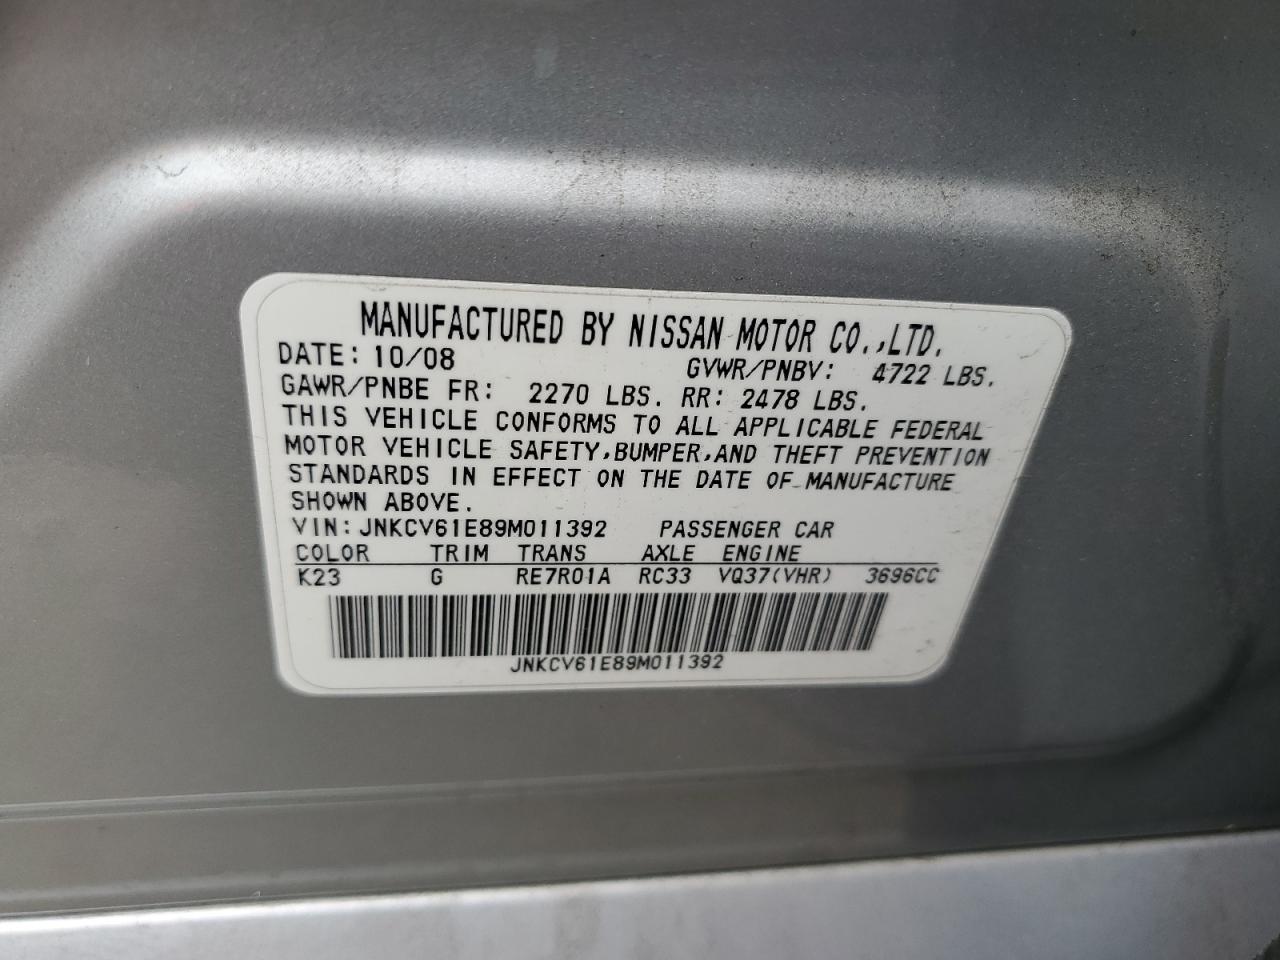 MANUFACTURED BY NISSAN MOTOR CO.,LTD.
DATE: 10/08 GVWR/PNBV: 4722 LBS.
GAWR/PNBE FR: 2270 LBS. RR: 2478 LBS.
THIS VEHICLE CONFORMS TO ALL APPLICABLE FEDERAL
MOTOR VEHICLE SAFETY,BUMPER,AND THEFT PREVENTION
STANDARDS IN EFFECT ON THE DATE OF MANUFACTURE
SHOWN ABOVE.
VIN:JNKCV61E89M011392 PASSENGER CAR
COLOR TRIM TRANS AXLE ENGINE
K23 G RE7R01A RC33 VQ37(VHR) 3696CC
JNKCV61E89M011392